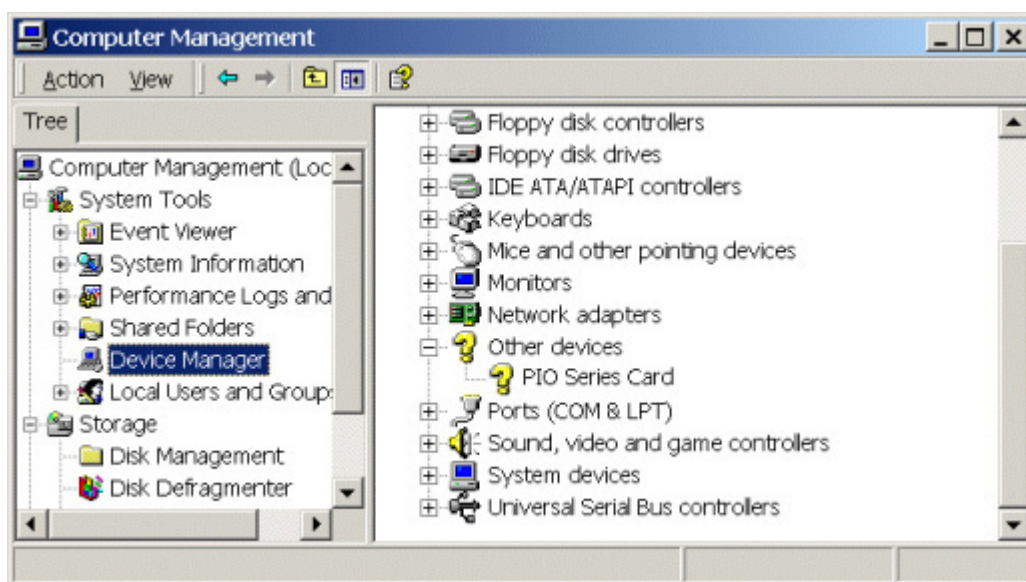 Computer Management
Action View
Tree
Computer Management (Loc
System Tools
Event Viewer
System Information
Performance Logs and
Shared Folders
Device Manager
Local Users and Group
Storage
Disk Management
Disk Defragmenter
Floppy disk controllers
Floppy disk drives
IDE ATA/ATAPI controllers
Keyboards
Mice and other pointing devices
Monitors
Network adapters
Other devices
PIO Series Card
Ports (COM & LPT)
Sound, video and game controllers
System devices
Universal Serial Bus controllers